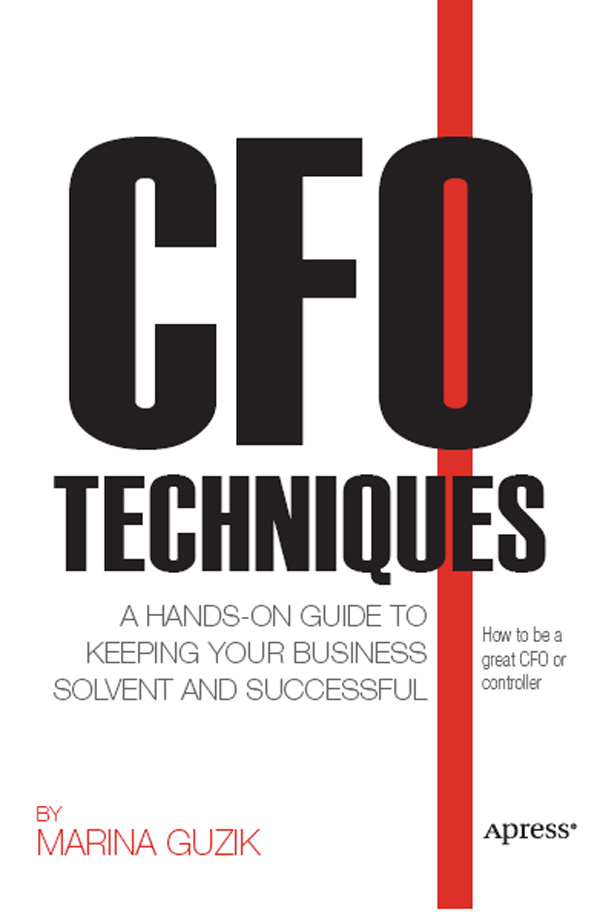 CFO
TECHNIQUES
A HANDS-ON GUIDE TO
KEEPING YOUR BUSINESS
SOLVENT AND SUCCESSFUL
How to be a
great CFO or
controller
BY
MARINA GUZIK
Apress®